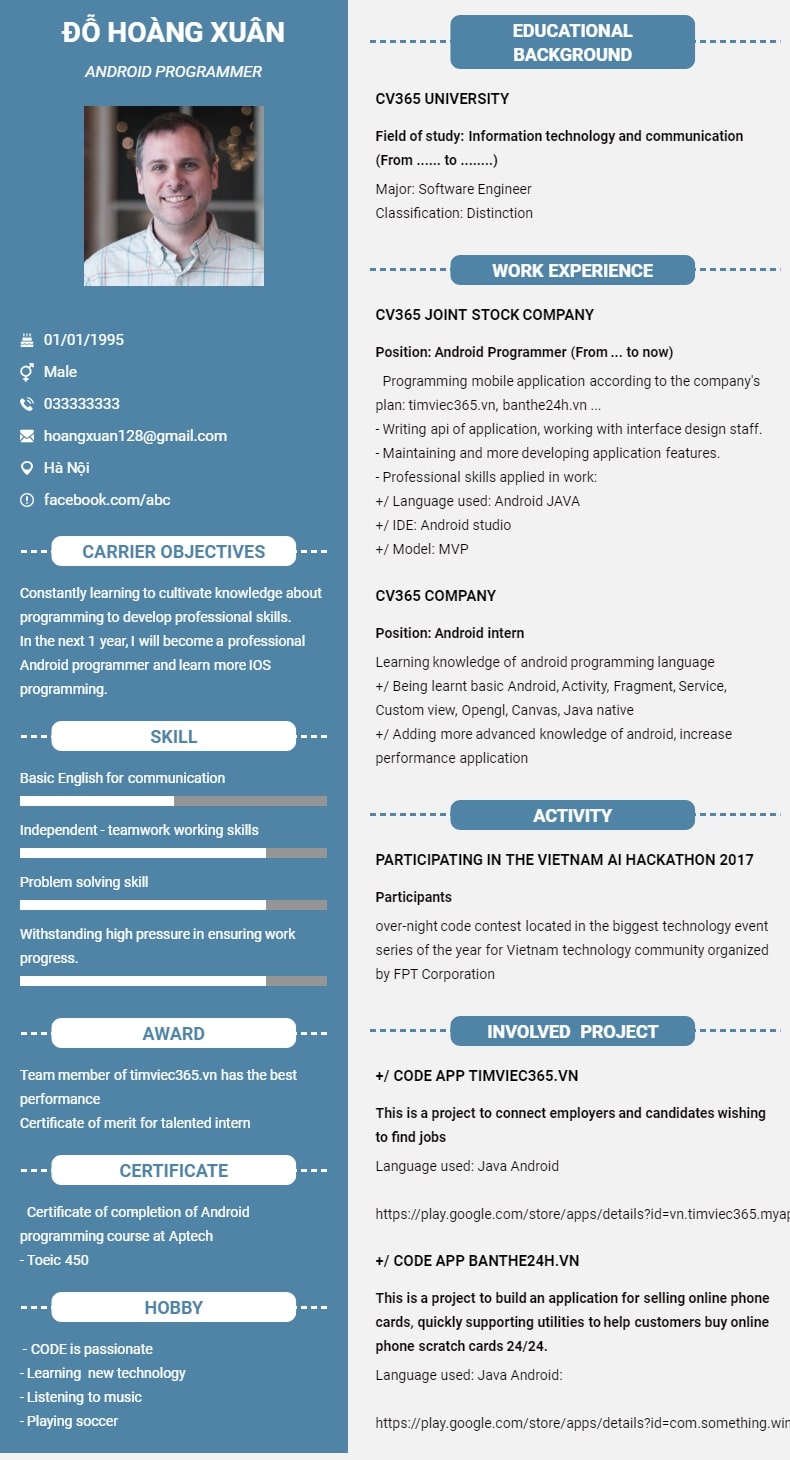 ĐỖ HOÀNG XUÂN
ANDROID PROGRAMMER
01/01/1995
Male
033333333
hoangxuan128@gmail.com
Hà Nội
facebook.com/abc
CARRIER OBJECTIVES
Constantly learning to cultivate knowledge about
programming to develop professional skills.
In the next 1 year, I will become a professional
Android programmer and learn more IOS
programming.
SKILL
Basic English for communication
Independent - teamwork working skills
Problem solving skill
Withstanding high pressure in ensuring work
progress.
AWARD
Team member of timviec365.vn has the best
performance
Certificate of merit for talented intern
CERTIFICATE
Certificate of completion of Android
programming course at Aptech
- Toeic 450
HOBBY
- CODE is passionate
- Learning new technology
- Listening to music
- Playing soccer
EDUCATIONAL
BACKGROUND
CV365 UNIVERSITY
Field of study: Information technology and communication
(From ...... to ........)
Major: Software Engineer
Classification: Distinction
WORK EXPERIENCE
CV365 JOINT STOCK COMPANY
Position: Android Programmer (From ... to now)
Programming mobile application according to the company's
plan: timviec365.vn, banthe24h.vn ...
- Writing api of application, working with interface design staff.
- Maintaining and more developing application features.
- Professional skills applied in work:
+/ Language used: Android JAVA
+/ IDE: Android studio
+/ Model: MVP
CV365 COMPANY
Position: Android intern
Learning knowledge of android programming language
+/ Being learnt basic Android, Activity, Fragment, Service,
Custom view, Opengl, Canvas, Java native
+/ Adding more advanced knowledge of android, increase
performance application
ACTIVITY
PARTICIPATING IN THE VIETNAM AI HACKATHON 2017
Participants
over-night code contest located in the biggest technology event
series of the year for Vietnam technology community organized
by FPT Corporation
INVOLVED PROJECT
+/ CODE APP TIMVIEC365.VN
This is a project to connect employers and candidates wishing
to find jobs
Language used: Java Android
https://play.google.com/store/apps/details?id=vn.timviec365.myap
+/ CODE APP BANTHE24H.VN
This is a project to build an application for selling online phone
cards, quickly supporting utilities to help customers buy online
phone scratch cards 24/24.
Language used: Java Android:
https://play.google.com/store/apps/details?id=com.something.win